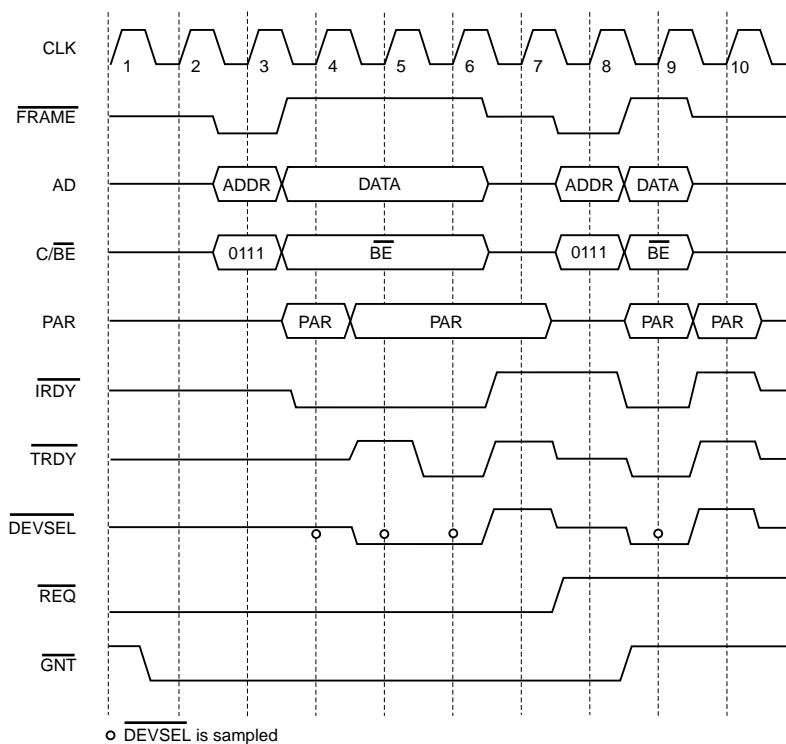 CLK
1 2 3 4 5 6 7 8 9 10
FRAME
AD ADDR DATA ADDR DATA
C/BE 0111 BE 0111 BE
PAR PAR PAR PAR PAR
IRDY
TRDY
DEVSEL
REQ
GNT
DEVSEL is sampled